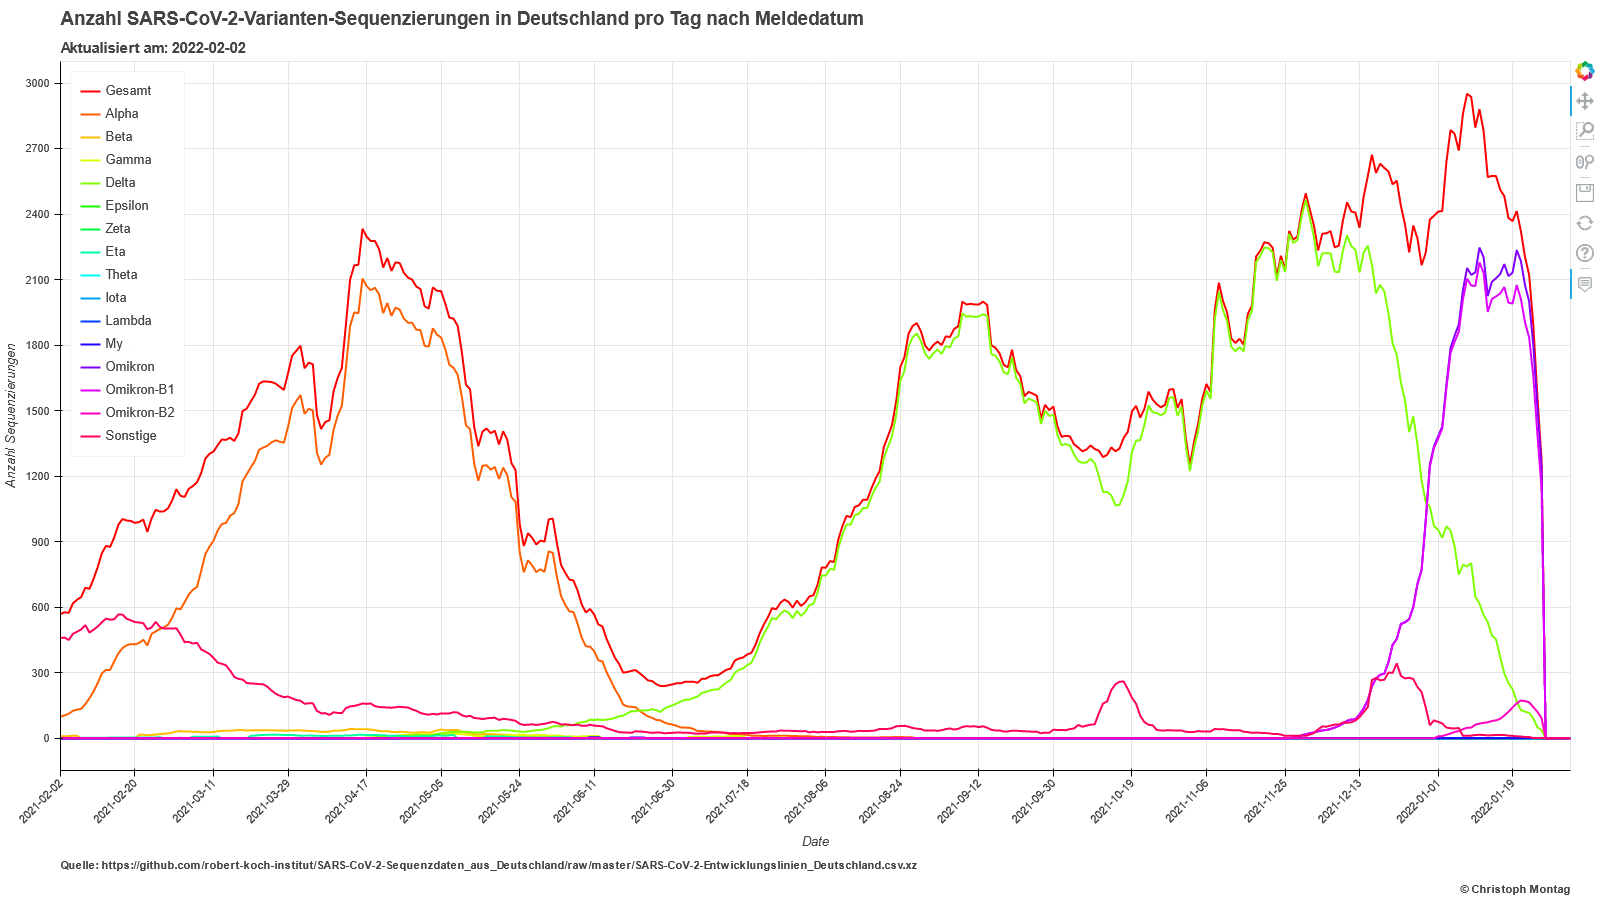 Anzahl SARS-CoV-2-Varianten-Sequenzierungen in Deutschland pro Tag nach Meldedatum
Aktualisiert am: 2022-02-02
3000
2700
2400
2100
1800
1500
1200
900
600
300
0
Anzahl Sequenzierungen
Gesamt
Alpha
Beta
Gamma
Delta
Epsilon
Zeta
Eta
Theta
Iota
Lambda
My
Omikron
Omikron-B1
Omikron-B2
Sonstige
2021-02-02
2021-02-20
2021-03-11
2021-03-29
2021-04-17
2021-05-05
2021-05-24
2021-06-11
2021-06-30
2021-07-18
2021-08-06
2021-08-24
2021-09-12
2021-09-30
2021-10-19
2021-11-06
2021-11-25
2021-12-13
2022-01-01
2022-01-19
Date
Quelle: https://github.com/robert-koch-institut/SARS-CoV-2-Sequenzdaten_aus_Deutschland/raw/master/SARS-CoV-2-Entwicklungslinien_Deutschland.csv.xz
© Christoph Montag